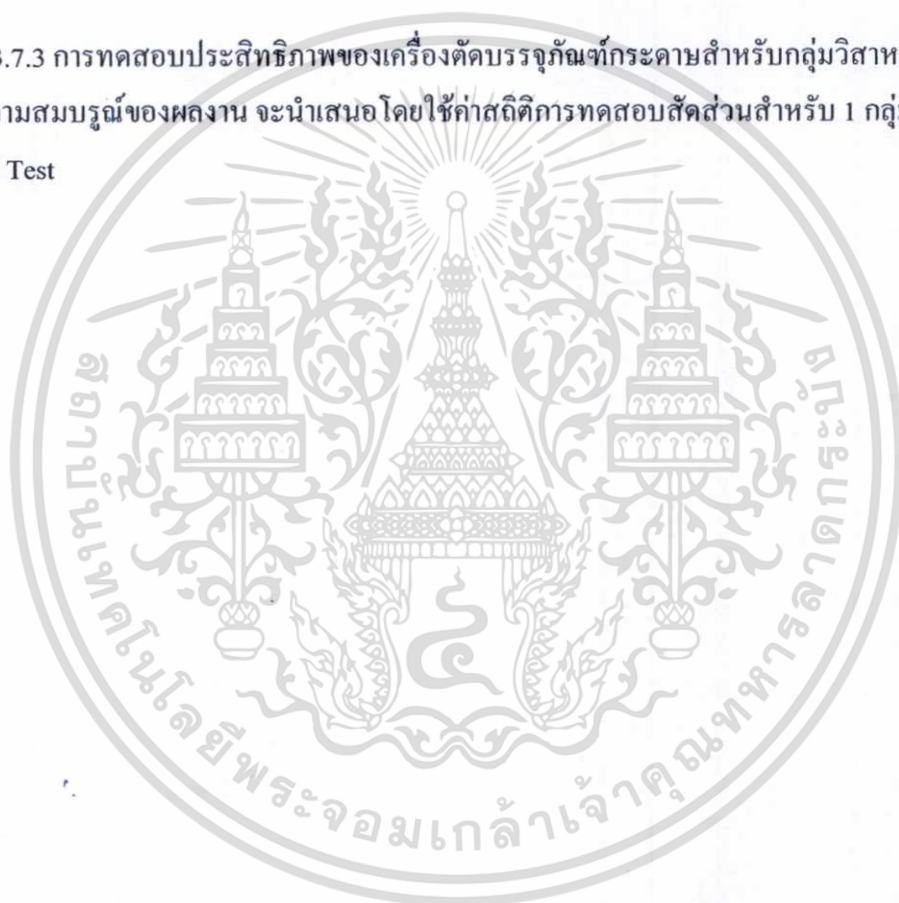 3.7.3 การทดสอบประสิทธิภาพของเครื่องตัดบรรจุภัณฑ์กระดาษสำหรับกลุ่มวิสาห
ามสมบรูณ์ของผลงาน จะนำเสนอโดยใช้ค่าสถิติการทดสอบสัดส่วนสำหรับ 1 กลุ่ม
Test
สถาบันเทคโนโลยีพระจอมเกล้าเจ้าคุณทหารลาดกระบัง